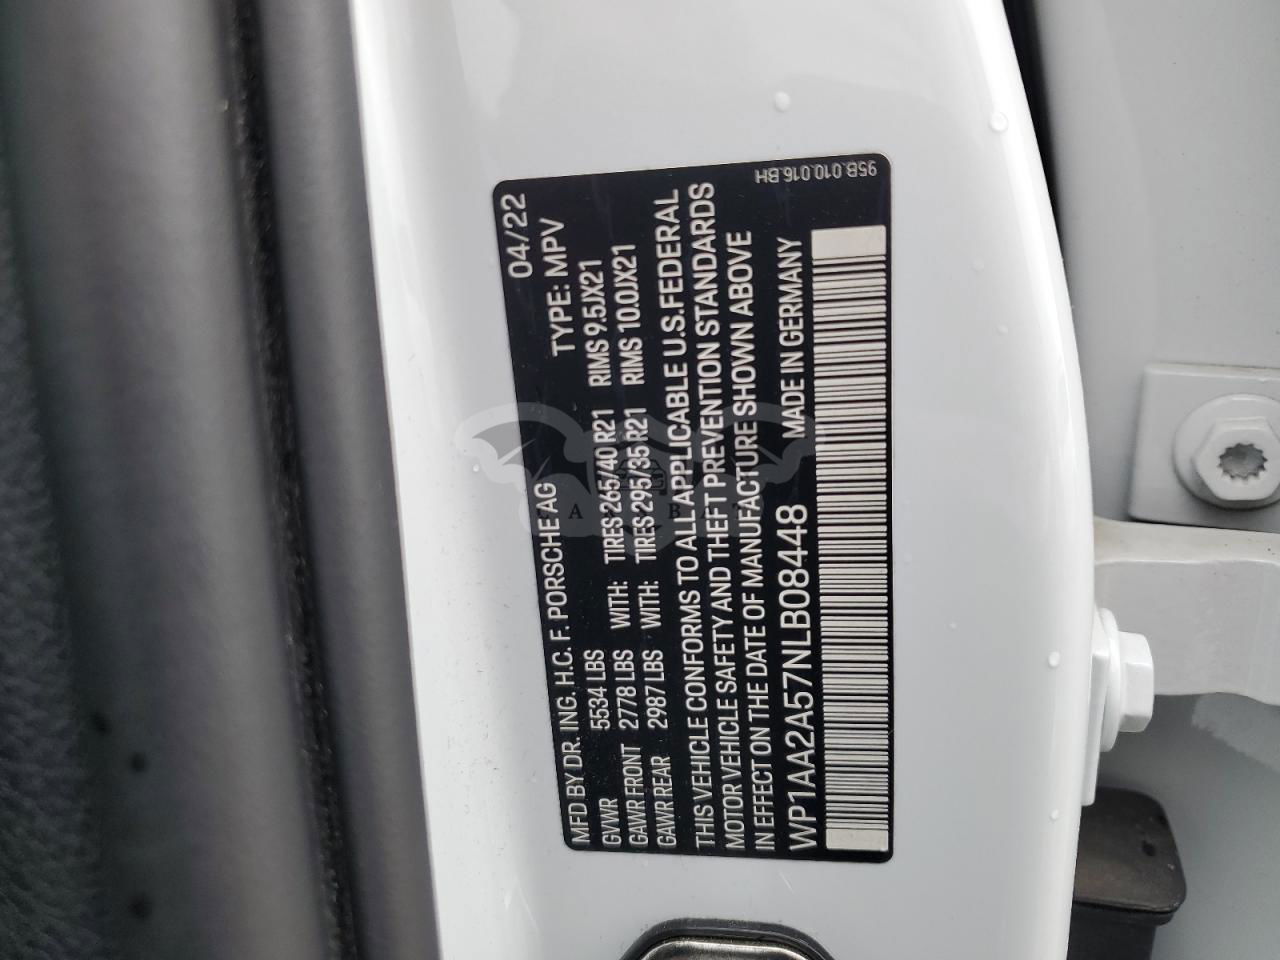 MFD BY DR. ING. H.C. F. PORSCHE AG 04/22
GVWR 5534 LBS TYPE: MPV
GAWR FRONT 2778 LBS WITH: TIRES 265/40 R21 RIMS 9.5JX21
GAWR REAR 2987 LBS WITH: TIRES 295/35 R21 RIMS 10.0JX21
THIS VEHICLE CONFORMS TO ALL APPLICABLE U.S. FEDERAL
MOTOR VEHICLE SAFETY AND THEFT PREVENTION STANDARDS
IN EFFECT ON THE DATE OF MANUFACTURE SHOWN ABOVE
WP1AA2A57NLB08448 MADE IN GERMANY
95B.010.016.BH